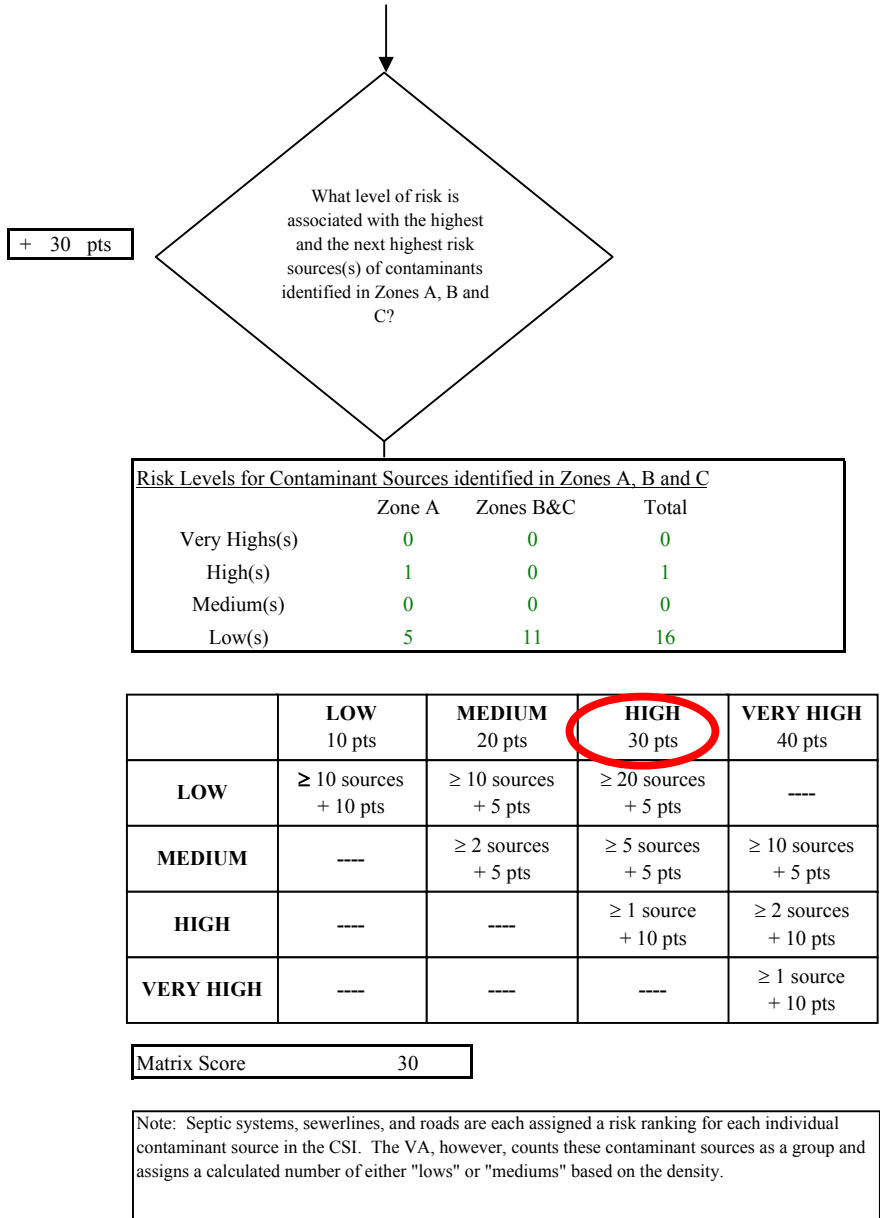 What level of risk is
associated with the highest
and the next highest risk
sources(s) of contaminants
identified in Zones A, B and
C?
+ 30 pts
Risk Levels for Contaminant Sources identified in Zones A, B and C
Zone A Zones B&C Total
Very Highs(s) 0 0 0
High(s) 1 0 1
Medium(s) 0 0 0
Low(s) 5 11 16
LOW MEDIUM HIGH VERY HIGH
10 pts 20 pts 30 pts 40 pts
LOW ≥ 10 sources ≥ 10 sources ≥ 20 sources ----
+ 10 pts + 5 pts + 5 pts
MEDIUM ---- ≥ 2 sources ≥ 5 sources ≥ 10 sources
+ 5 pts + 5 pts + 5 pts
HIGH ---- ---- ≥ 1 source ≥ 2 sources
+ 10 pts + 10 pts
VERY HIGH ---- ---- ---- ≥ 1 source
+ 10 pts
Matrix Score 30
Note: Septic systems, sewerlines, and roads are each assigned a risk ranking for each individual
contaminant source in the CSI. The VA, however, counts these contaminant sources as a group and
assigns a calculated number of either "lows" or "mediums" based on the density.